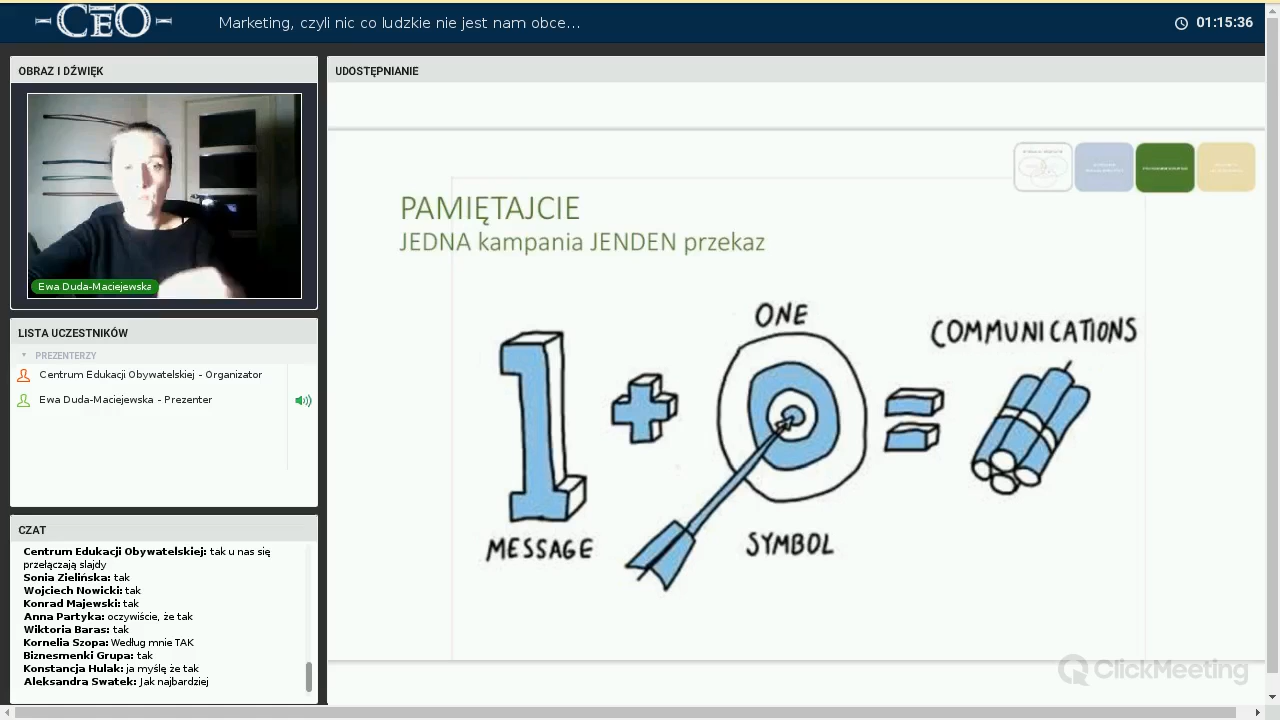 CEO
Marketing, czyli nic co ludzkie nie jest nam obce...
01:15:36
OBRAZ I DŹWIĘK
Ewa Duda-Maciejewska
LISTA UCZESTNIKÓW
PREZENTERZY
Centrum Edukacji Obywatelskiej - Organizator
Ewa Duda-Maciejewska - Prezenter
CZAT
Centrum Edukacji Obywatelskiej: tak u nas się
przełączają slajdy
Sonia Zielińska: tak
Wojciech Nowicki: tak
Konrad Majewski: tak
Anna Partyka: oczywiście, że tak
Wiktoria Baras: tak
Kornelia Szopa: Według mnie TAK
Biznesmenki Grupa: tak
Konstancja Hulak: ja myślę że tak
Aleksandra Swatek: Jak najbardziej
UDOSTĘPNIANIE
PAMIĘTAJCIE
JEDNA kampania JENDEN przekaz
ONE
COMMUNICATIONS
1 + =
MESSAGE
SYMBOL
ClickMeeting